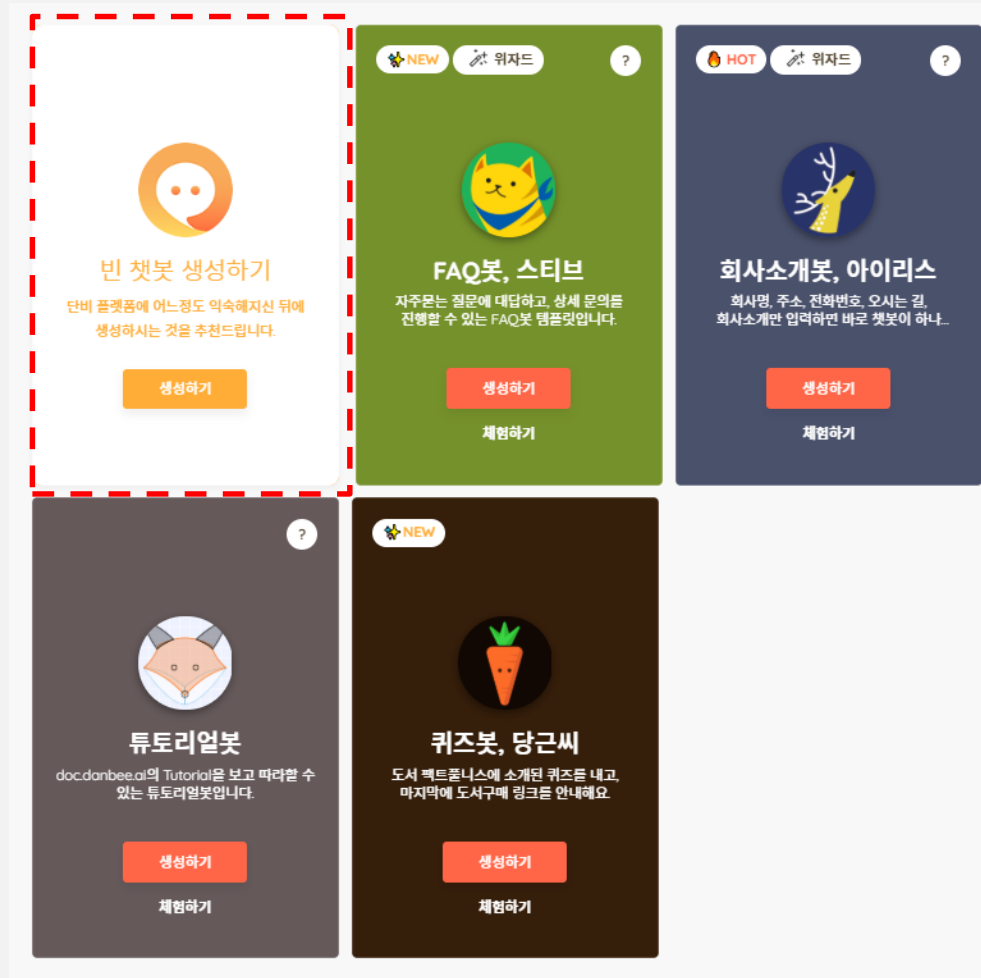 빈 챗봇 생성하기
단비 플랫폼에 어느정도 익숙해지신 뒤에
생성하시는 것을 추천드립니다.
생성하기
NEW 위자드 ?
FAQ봇, 스티브
자주묻는 질문에 대답하고, 상세 문의를
진행할 수 있는 FAQ봇 템플릿입니다.
생성하기
체험하기
HOT 위자드 ?
회사소개봇, 아이리스
회사명, 주소, 전화번호, 오시는 길,
회사소개만 입력하면 바로 챗봇이 하나...
생성하기
체험하기
?
튜토리얼봇
doc.danbee.ai의 Tutorial을 보고 따라할 수
있는 튜토리얼봇입니다.
생성하기
체험하기
NEW
퀴즈봇, 당근씨
도서 팩트풀니스에 소개된 퀴즈를 내고,
마지막에 도서구매 링크를 안내해요.
생성하기
체험하기